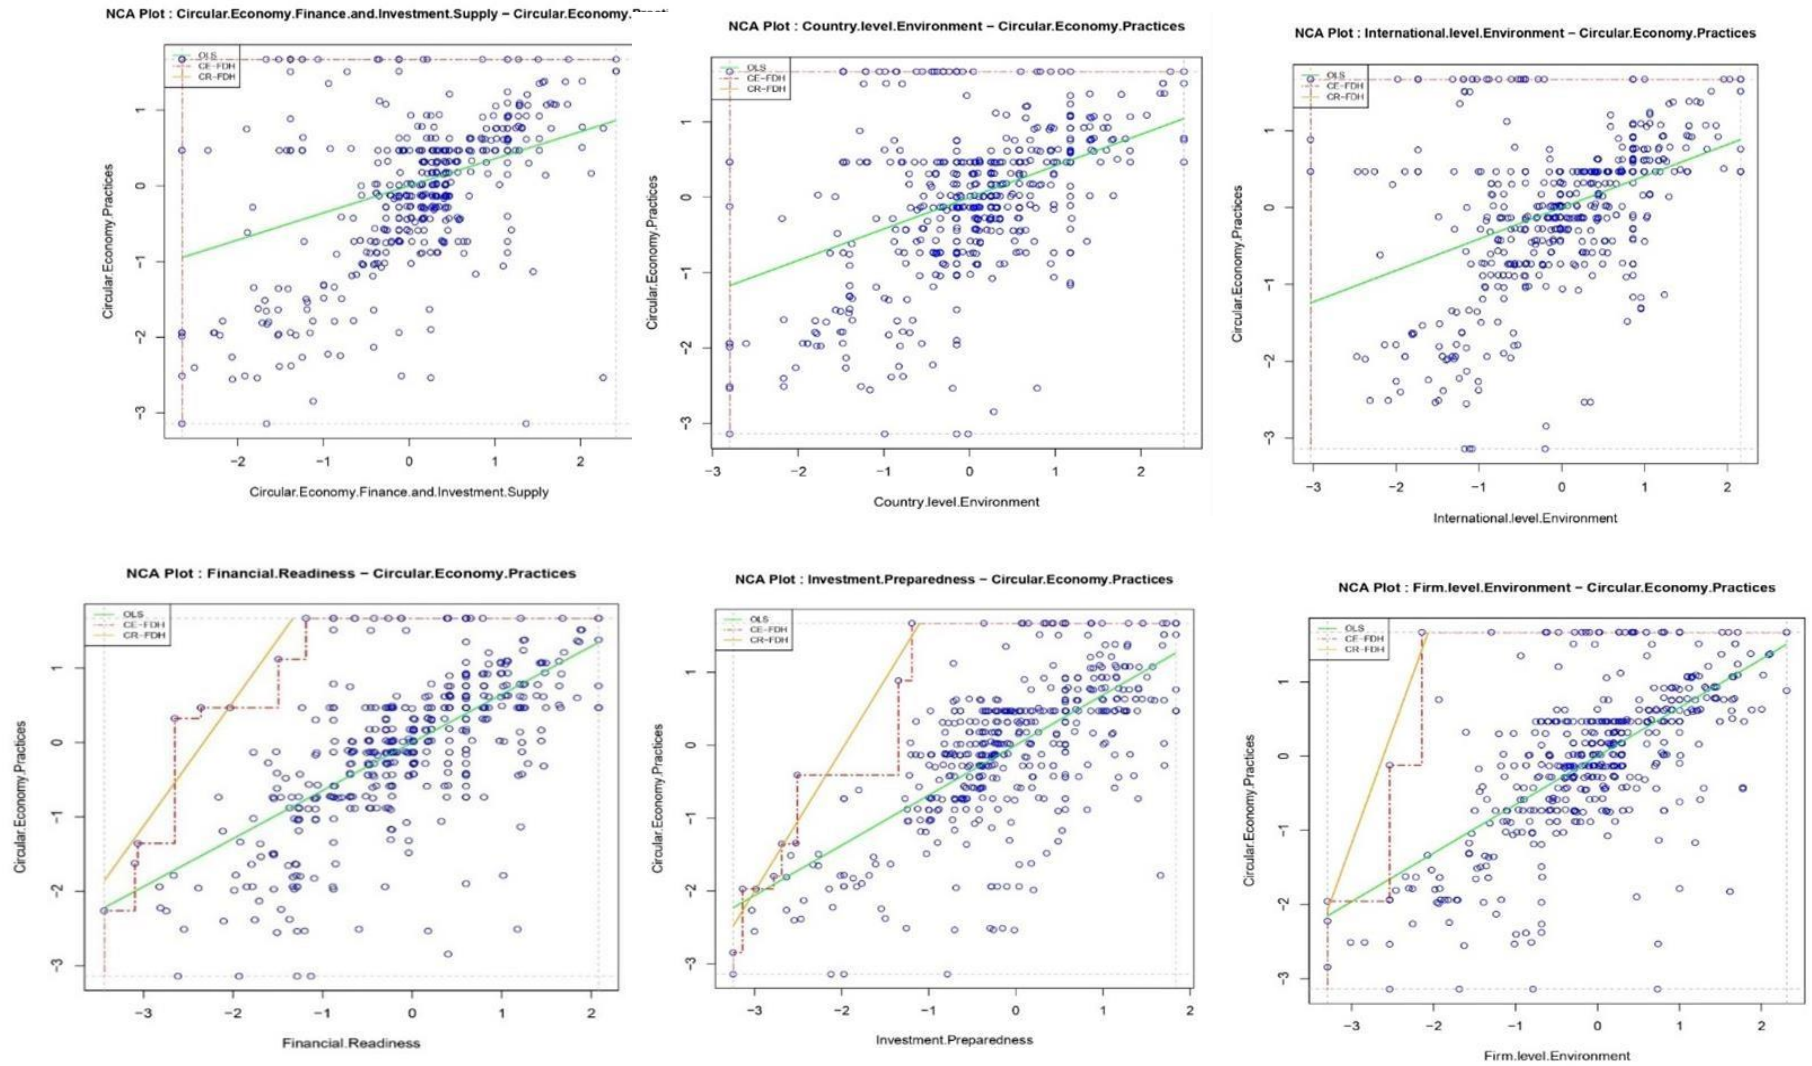 NCA Plot : Circular.Economy.Finance.and.Investment.Supply – Circular.Economy.Practi
OLS
CE–FDH
CR–FDH
1
0
−1
−2
−3
Circular.Economy.Practices
−2 −1 0 1 2
Circular.Economy.Finance.and.Investment.Supply
NCA Plot : Country.level.Environment – Circular.Economy.Practices
OLS
CE–FDH
CR–FDH
1
0
−1
−2
−3
Circular.Economy.Practices
−3 −2 −1 0 1 2
Country.level.Environment
NCA Plot : International.level.Environment – Circular.Economy.Practices
OLS
CE–FDH
CR–FDH
1
0
−1
−2
−3
Circular.Economy.Practices
−3 −2 −1 0 1 2
International.level.Environment
NCA Plot : Financial.Readiness – Circular.Economy.Practices
OLS
CE–FDH
CR–FDH
1
0
−1
−2
−3
Circular.Economy.Practices
−3 −2 −1 0 1 2
Financial.Readiness
NCA Plot : Investment.Preparedness – Circular.Economy.Practices
OLS
CE–FDH
CR–FDH
1
0
−1
−2
−3
Circular.Economy.Practices
−3 −2 −1 0 1 2
Investment.Preparedness
NCA Plot : Firm.level.Environment – Circular.Economy.Practices
OLS
CE–FDH
CR–FDH
1
0
−1
−2
−3
Circular.Economy.Practices
−3 −2 −1 0 1 2
Firm.level.Environment